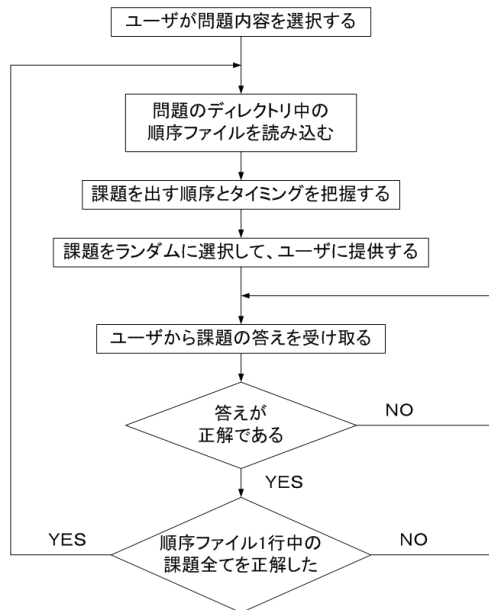 ユーザが問題内容を選択する
問題のディレクトリ中の
順序ファイルを読み込む
課題を出す順序とタイミングを把握する
課題をランダムに選択して、ユーザに提供する
ユーザから課題の答えを受け取る
答えが
正解である
NO
YES
YES
順序ファイル1行中の
課題全てを正解した
NO